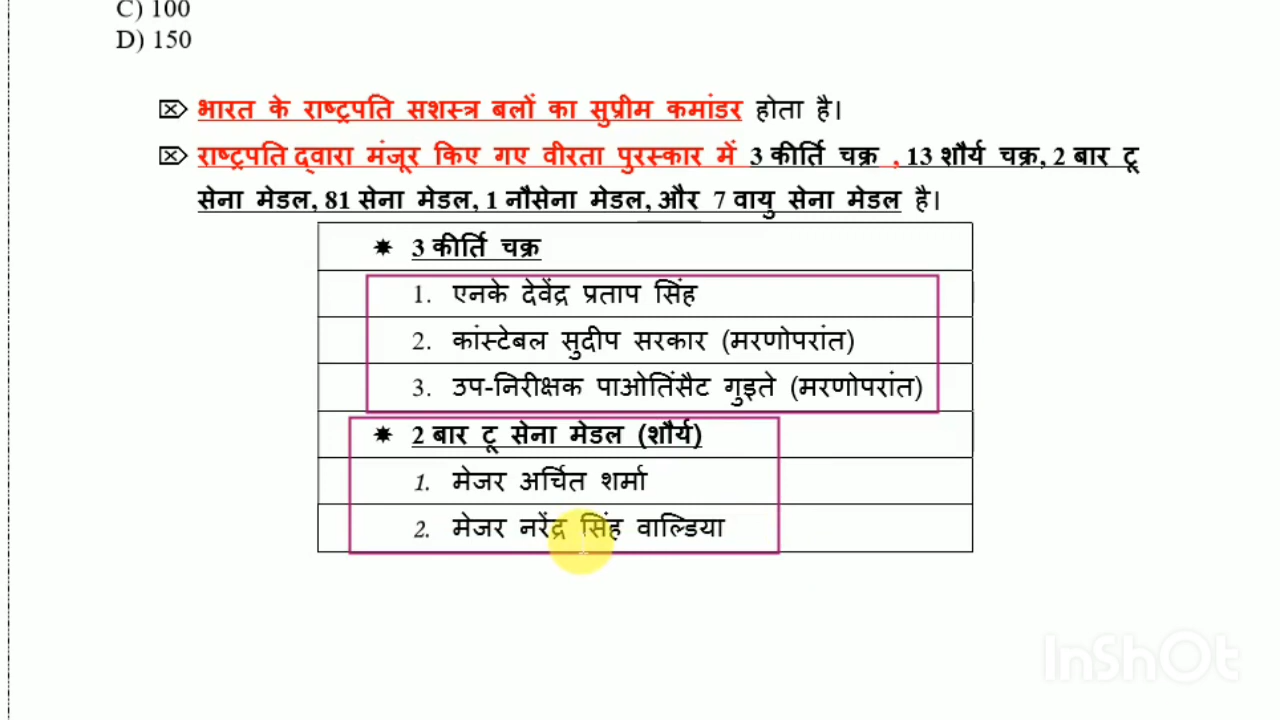 C) 100
D) 150
भारत के राष्ट्रपति सशस्त्र बलों का सुप्रीम कमांडर होता है।
राष्ट्रपति द्वारा मंजूर किए गए वीरता पुरस्कार में 3 कीर्ति चक्र , 13 शौर्य चक्र, 2 बार टू
सेना मेडल, 81 सेना मेडल, 1 नौसेना मेडल, और 7 वायु सेना मेडल है।
3 कीर्ति चक्र
1. एनके देवेंद्र प्रताप सिंह
2. कांस्टेबल सुदीप सरकार (मरणोपरांत)
3. उप-निरीक्षक पाओतिंसैट गुइते (मरणोपरांत)
2 बार टू सेना मेडल (शौर्य)
1. मेजर अर्चित शर्मा
2. मेजर नरेंद्र सिंह वाल्डिया
InShOt